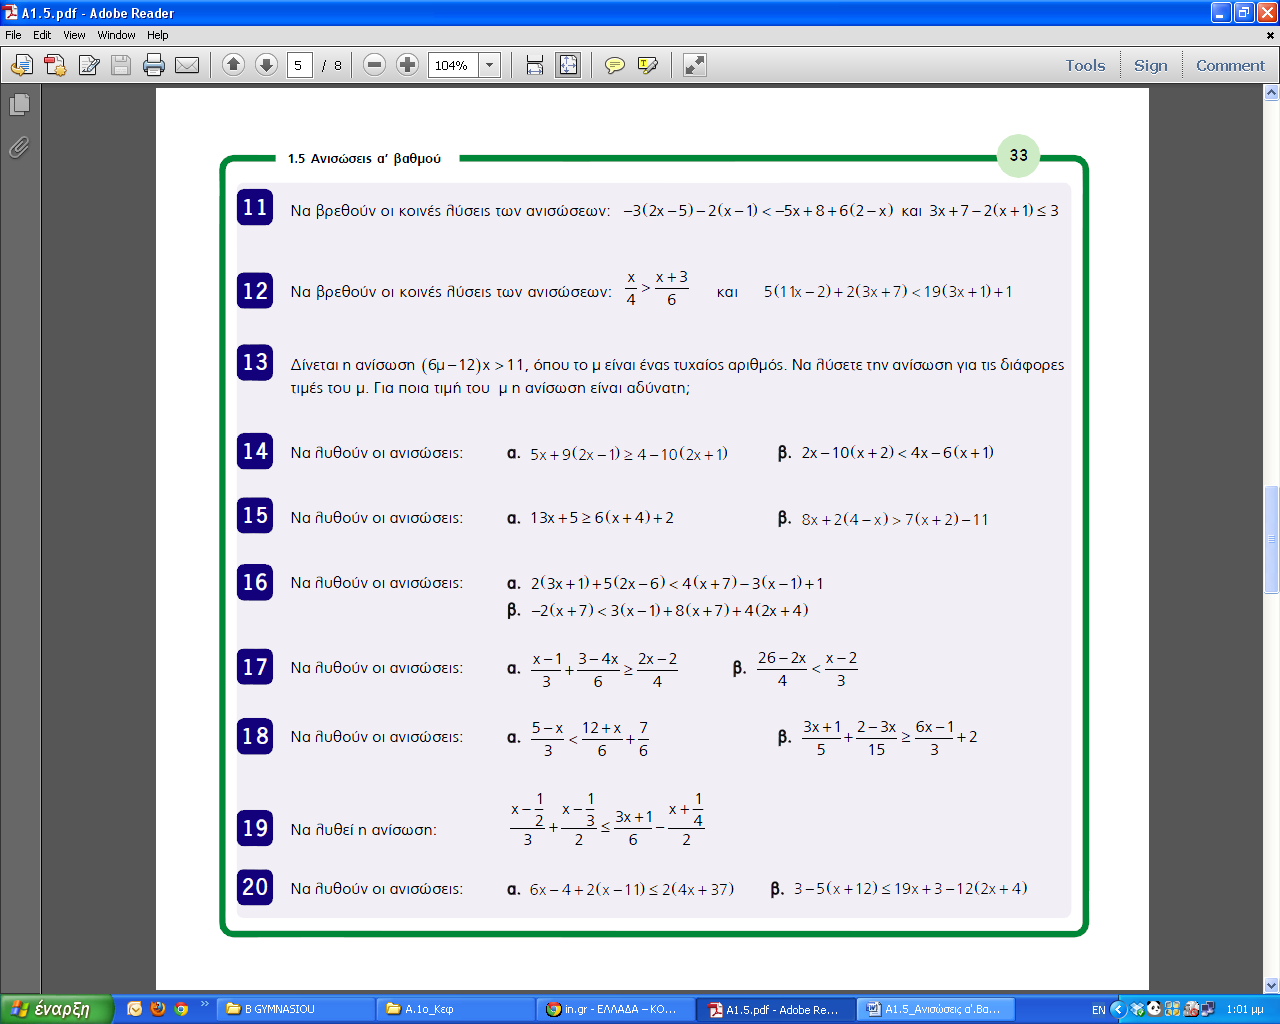 A1.5.pdf - Adobe Reader
File Edit View Window Help
5 / 8 104% Tools Sign Comment
1.5 Ανισώσεις α’ βαθμού 33
11 Να βρεθούν οι κοινές λύσεις των ανισώσεων: −3(2x−5)−2(x−1)<−5x+8+6(2−x) και 3x+7−2(x+1)≤3
12 Να βρεθούν οι κοινές λύσεις των ανισώσεων: x/4 > (x+3)/6 και 5(11x−2)+2(3x+7)<19(3x+1)+1
13 Δίνεται η ανίσωση (6μ−12)x>11, όπου το μ είναι ένας τυχαίος αριθμός. Να λύσετε την ανίσωση για τις διάφορες
τιμές του μ. Για ποια τιμή του μ η ανίσωση είναι αδύνατη;
14 Να λυθούν οι ανισώσεις: α. 5x+9(2x−1)≥4−10(2x+1) β. 2x−10(x+2)<4x−6(x+1)
15 Να λυθούν οι ανισώσεις: α. 13x+5≥6(x+4)+2 β. 8x+2(4−x)>7(x+2)−11
16 Να λυθούν οι ανισώσεις: α. 2(3x+1)+5(2x−6)<4(x+7)−3(x−1)+1
β. −2(x+7)<3(x−1)+8(x+7)+4(2x+4)
17 Να λυθούν οι ανισώσεις: α. (x−1)/3 + (3−4x)/6 ≥ (2x−2)/4 β. (26−2x)/4 < (x−2)/3
18 Να λυθούν οι ανισώσεις: α. (5−x)/3 < (12+x)/6 + 7/6 β. (3x+1)/5 + (2−3x)/15 ≥ (6x−1)/3 + 2
19 Να λυθεί η ανίσωση: (x−1/2)/3 + (x−1/3)/2 ≤ (3x+1)/6 − (x+1/4)/2
20 Να λυθούν οι ανισώσεις: α. 6x−4+2(x−11)≤2(4x+37) β. 3−5(x+12)≤19x+3−12(2x+4)
έναρξη B GYMNASIOU A.1o_Κεφ in.gr - ΕΛΛΑΔΑ – ΚΟ... A1.5.pdf - Adobe Re... A1.5_Ανισώσεις α'.Βα... EN 1:01 μμ